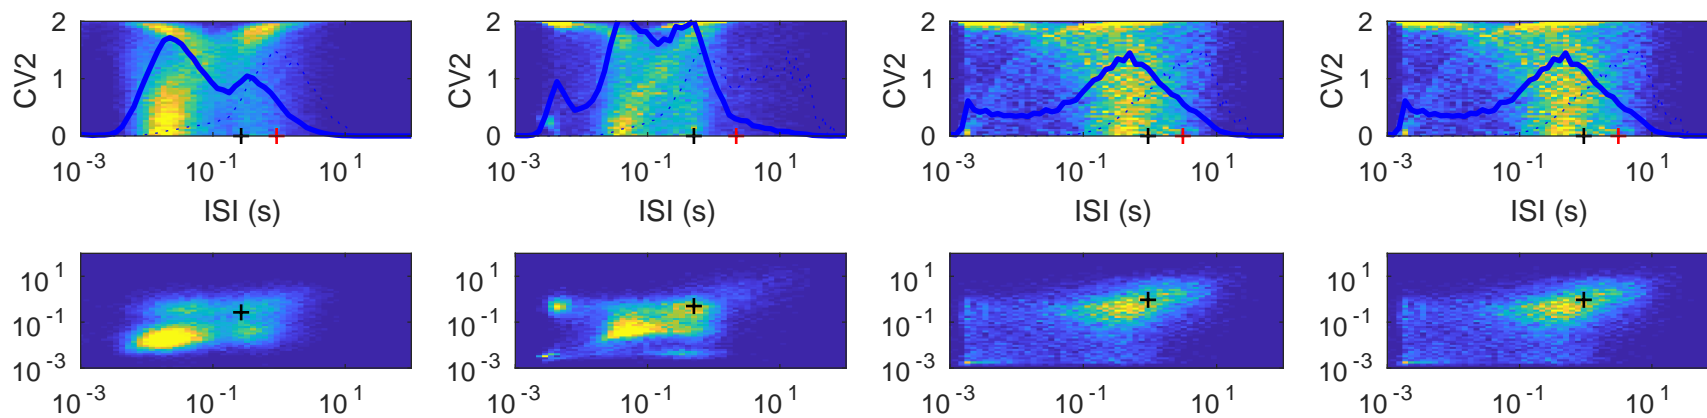 2 2 2 2
CV2 CV2 CV2 CV2
1 1 1 1
0 0 0 0
10^-3 10^-1 10^1 10^-3 10^-1 10^1 10^-3 10^-1 10^1 10^-3 10^-1 10^1
ISI (s) ISI (s) ISI (s) ISI (s)
10^1 10^1 10^1 10^1
10^-1 10^-1 10^-1 10^-1
10^-3 10^-3 10^-3 10^-3
10^-3 10^-1 10^1 10^-3 10^-1 10^1 10^-3 10^-1 10^1 10^-3 10^-1 10^1